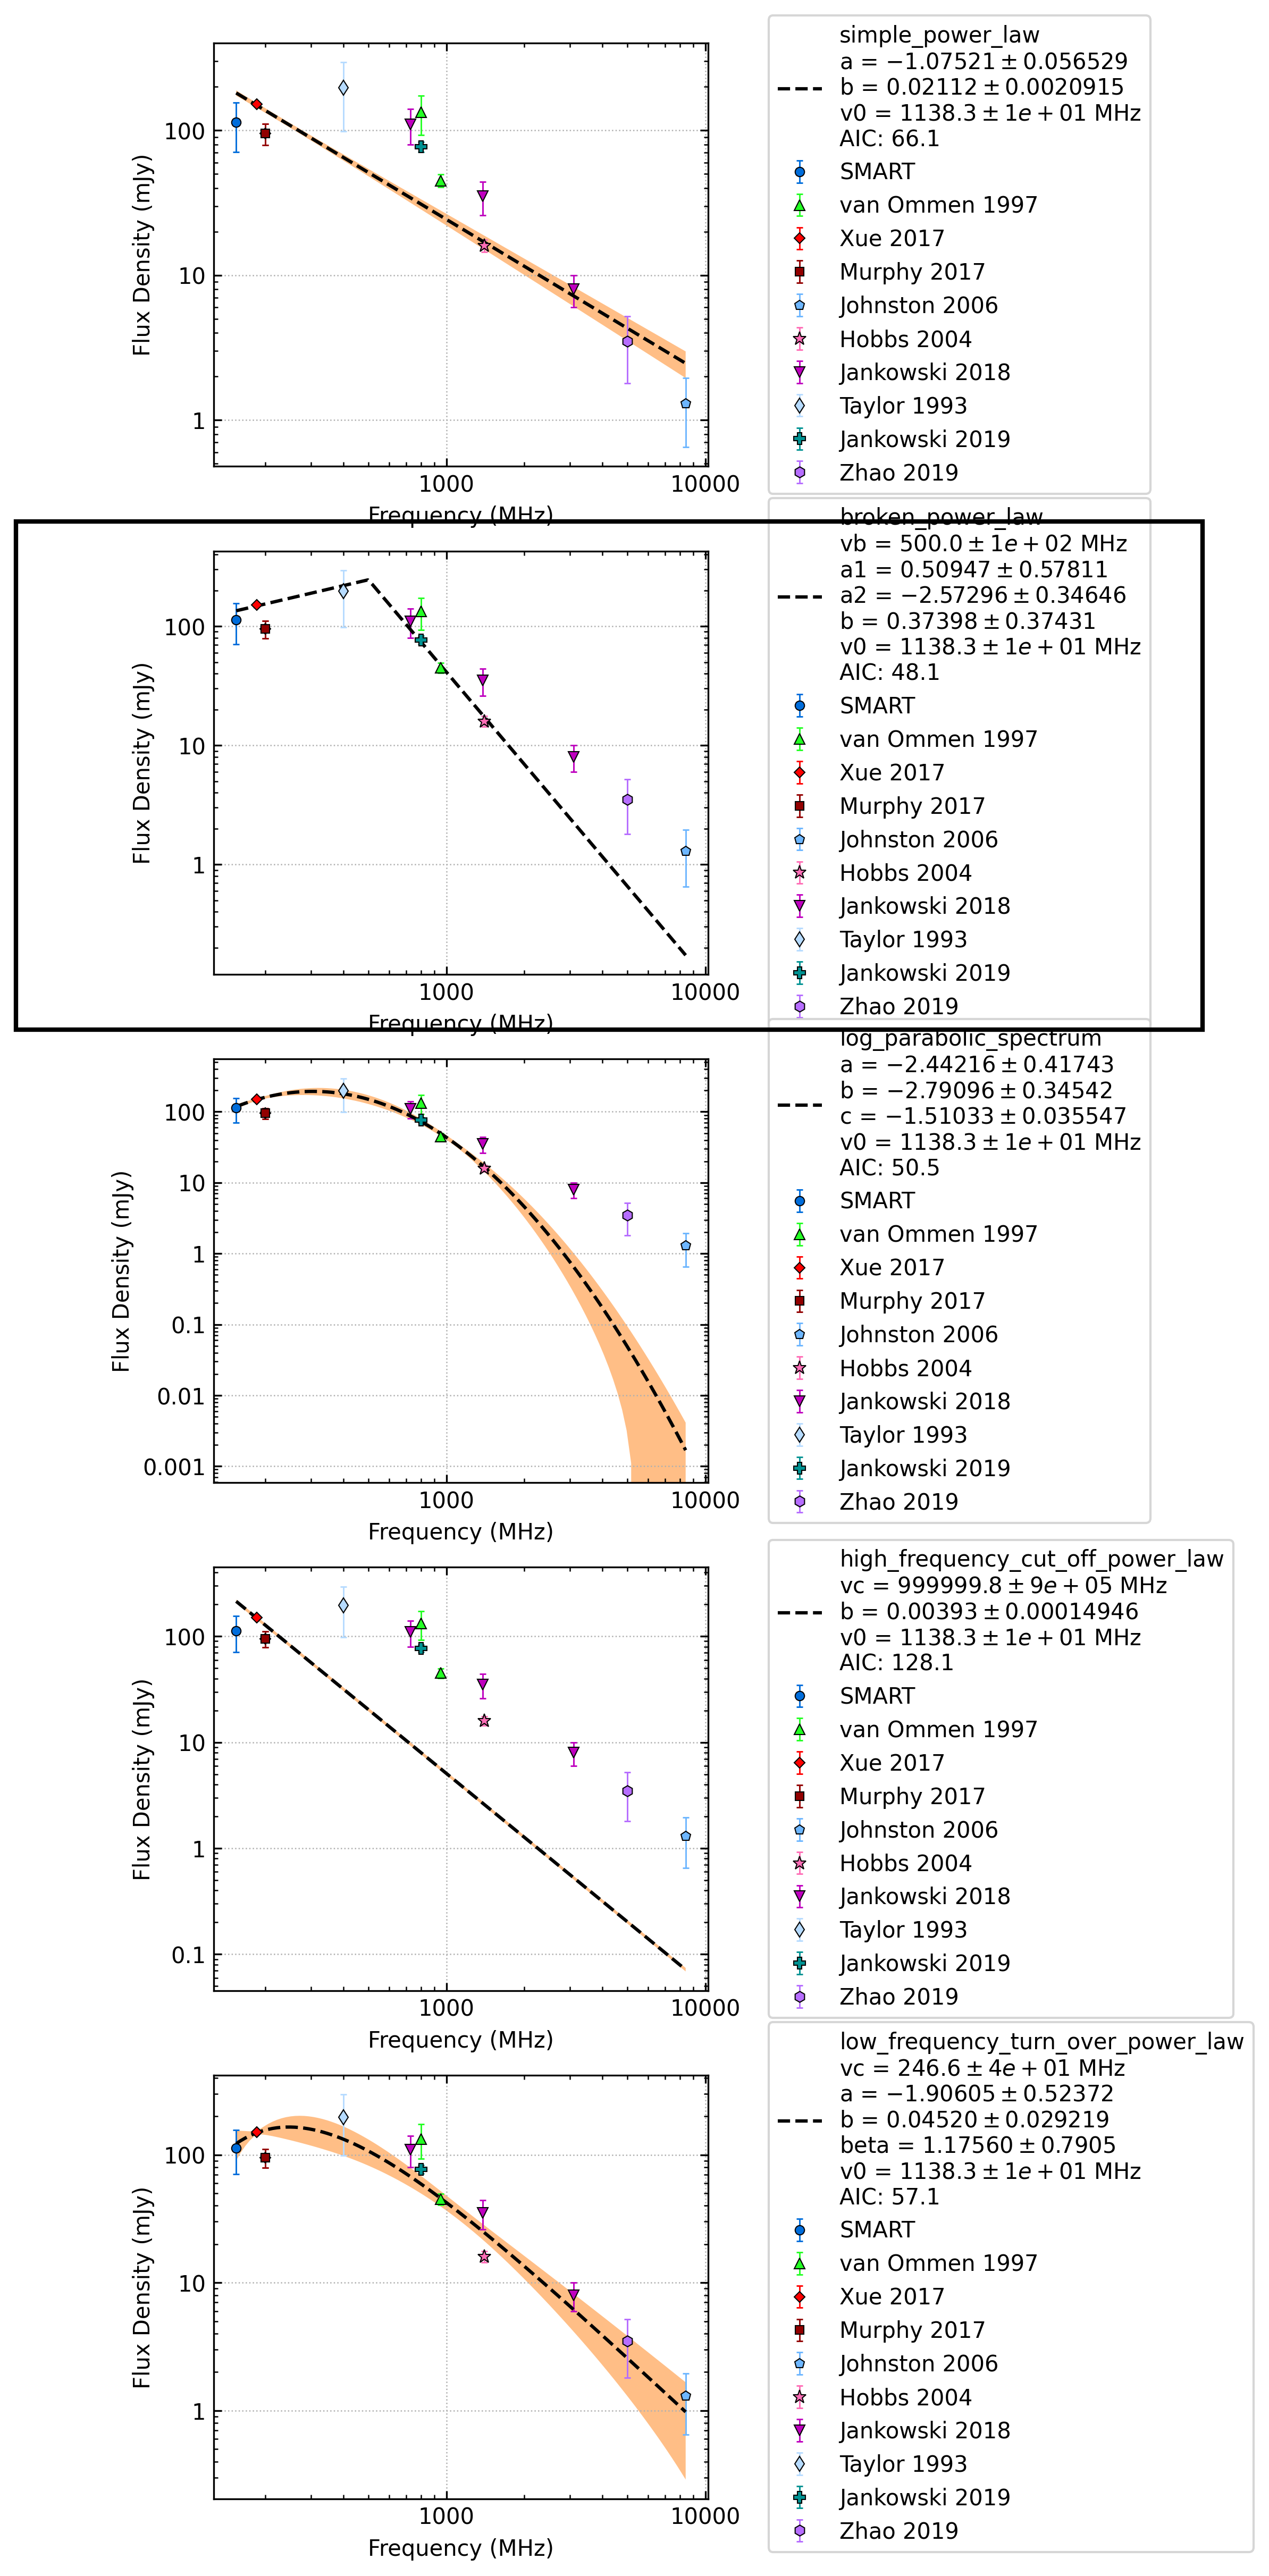 simple_power_law
a = −1.07521 ± 0.056529
b = 0.02112 ± 0.0020915
v0 = 1138.3 ± 1e + 01 MHz
AIC: 66.1
SMART
van Ommen 1997
Xue 2017
Murphy 2017
Johnston 2006
Hobbs 2004
Jankowski 2018
Taylor 1993
Jankowski 2019
Zhao 2019
Flux Density (mJy)
100
10
1
1000
10000
Frequency (MHz)
broken_power_law
vb = 500.0 ± 1e + 02 MHz
a1 = 0.50947 ± 0.57811
a2 = −2.57296 ± 0.34646
b = 0.37398 ± 0.37431
v0 = 1138.3 ± 1e + 01 MHz
AIC: 48.1
SMART
van Ommen 1997
Xue 2017
Murphy 2017
Johnston 2006
Hobbs 2004
Jankowski 2018
Taylor 1993
Jankowski 2019
Zhao 2019
Flux Density (mJy)
100
10
1
1000
10000
Frequency (MHz)
log_parabolic_spectrum
a = −2.44216 ± 0.41743
b = −2.79096 ± 0.34542
c = −1.51033 ± 0.035547
v0 = 1138.3 ± 1e + 01 MHz
AIC: 50.5
SMART
van Ommen 1997
Xue 2017
Murphy 2017
Johnston 2006
Hobbs 2004
Jankowski 2018
Taylor 1993
Jankowski 2019
Zhao 2019
Flux Density (mJy)
100
10
1
0.1
0.01
0.001
1000
10000
Frequency (MHz)
high_frequency_cut_off_power_law
vc = 999999.8 ± 9e + 05 MHz
b = 0.00393 ± 0.00014946
v0 = 1138.3 ± 1e + 01 MHz
AIC: 128.1
SMART
van Ommen 1997
Xue 2017
Murphy 2017
Johnston 2006
Hobbs 2004
Jankowski 2018
Taylor 1993
Jankowski 2019
Zhao 2019
Flux Density (mJy)
100
10
1
0.1
1000
10000
Frequency (MHz)
low_frequency_turn_over_power_law
vc = 246.6 ± 4e + 01 MHz
a = −1.90605 ± 0.52372
b = 0.04520 ± 0.029219
beta = 1.17560 ± 0.7905
v0 = 1138.3 ± 1e + 01 MHz
AIC: 57.1
SMART
van Ommen 1997
Xue 2017
Murphy 2017
Johnston 2006
Hobbs 2004
Jankowski 2018
Taylor 1993
Jankowski 2019
Zhao 2019
Flux Density (mJy)
100
10
1
1000
10000
Frequency (MHz)